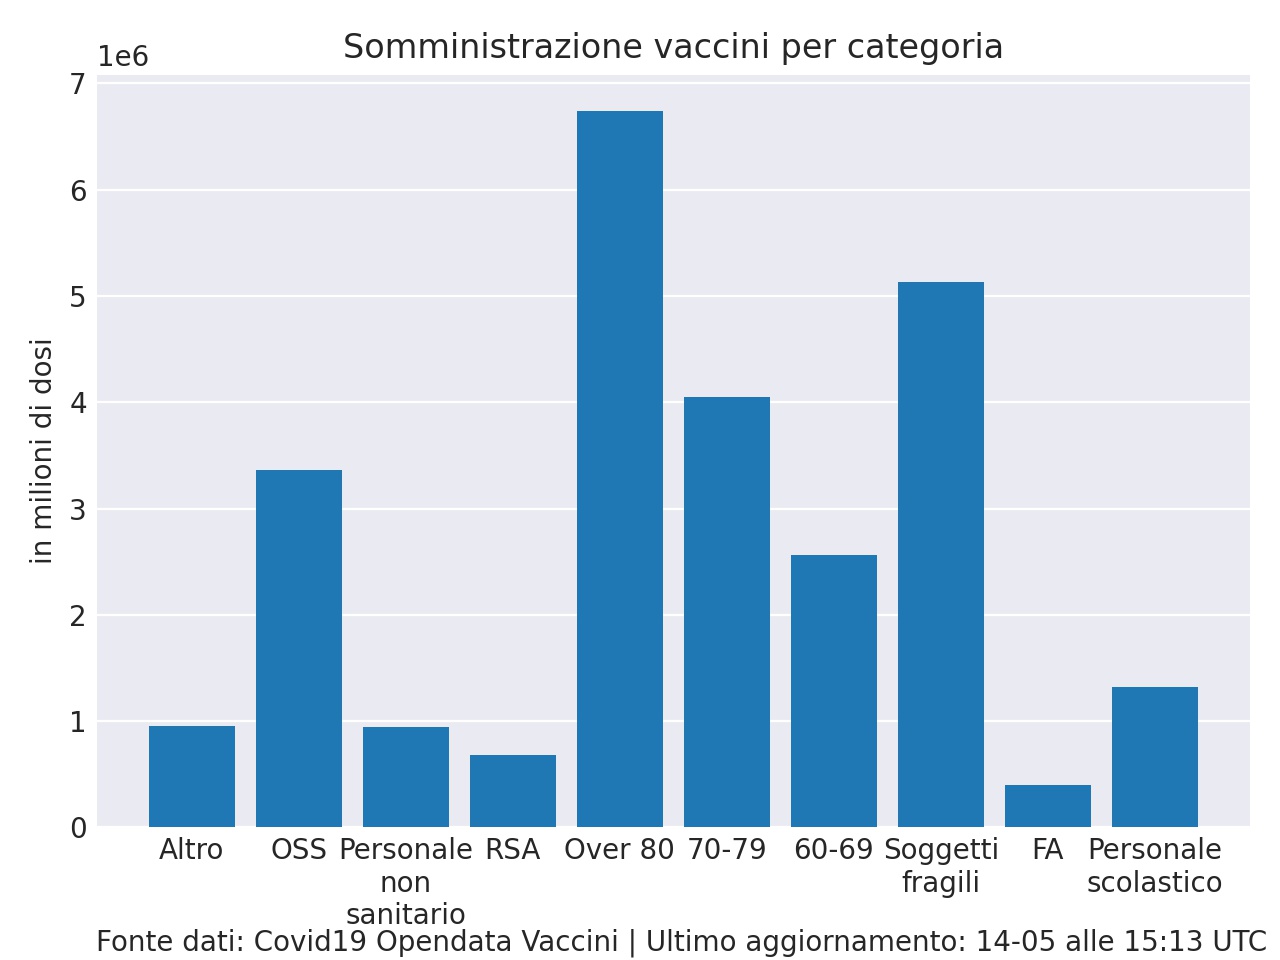 Somministrazione vaccini per categoria
1e6
7
6
5
4
3
2
1
0
in milioni di dosi
Altro OSS Personale RSA Over 80 70-79 60-69 Soggetti FA Personale
non fragili scolastico
sanitario
Fonte dati: Covid19 Opendata Vaccini | Ultimo aggiornamento: 14-05 alle 15:13 UTC